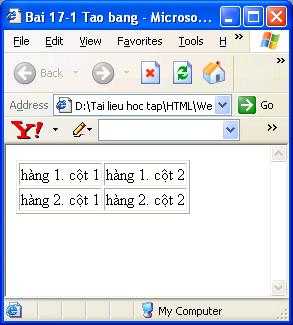 Bai 17-1 Tao bang - Microso...
File Edit View Favorites Tools H »
Back »
Address D:\Tai lieu hoc tap\HTML\We Go
Y! »
hàng 1. cột 1 hàng 1. cột 2
hàng 2. cột 1 hàng 2. cột 2
My Computer